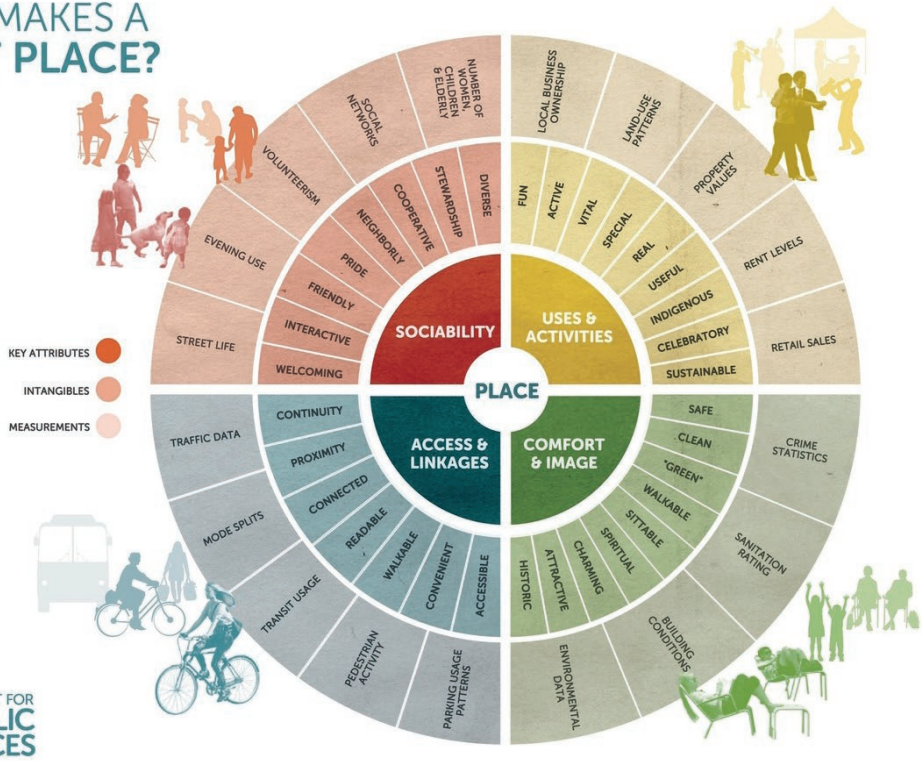 MAKES A
PLACE?
KEY ATTRIBUTES
INTANGIBLES
MEASUREMENTS
PLACE
SOCIABILITY
USES &
ACTIVITIES
ACCESS &
LINKAGES
COMFORT
& IMAGE
WELCOMING
INTERACTIVE
FRIENDLY
PRIDE
NEIGHBORLY
COOPERATIVE
STEWARDSHIP
DIVERSE
FUN
ACTIVE
VITAL
SPECIAL
REAL
USEFUL
INDIGENOUS
CELEBRATORY
SUSTAINABLE
SAFE
CLEAN
"GREEN"
WALKABLE
SITTABLE
SPIRITUAL
CHARMING
ATTRACTIVE
HISTORIC
ACCESSIBLE
CONVENIENT
WALKABLE
READABLE
CONNECTED
PROXIMITY
CONTINUITY
STREET LIFE
EVENING USE
VOLUNTEERISM
SOCIAL
NETWORKS
NUMBER OF
WOMEN,
CHILDREN
& ELDERLY
LOCAL BUSINESS
OWNERSHIP
LAND-USE
PATTERNS
PROPERTY
VALUES
RENT LEVELS
RETAIL SALES
CRIME
STATISTICS
SANITATION
RATING
BUILDING
CONDITIONS
ENVIRONMENTAL
DATA
PARKING USAGE
PATTERNS
PEDESTRIAN
ACTIVITY
TRANSIT USAGE
MODE SPLITS
TRAFFIC DATA
FOR
LIC
CES